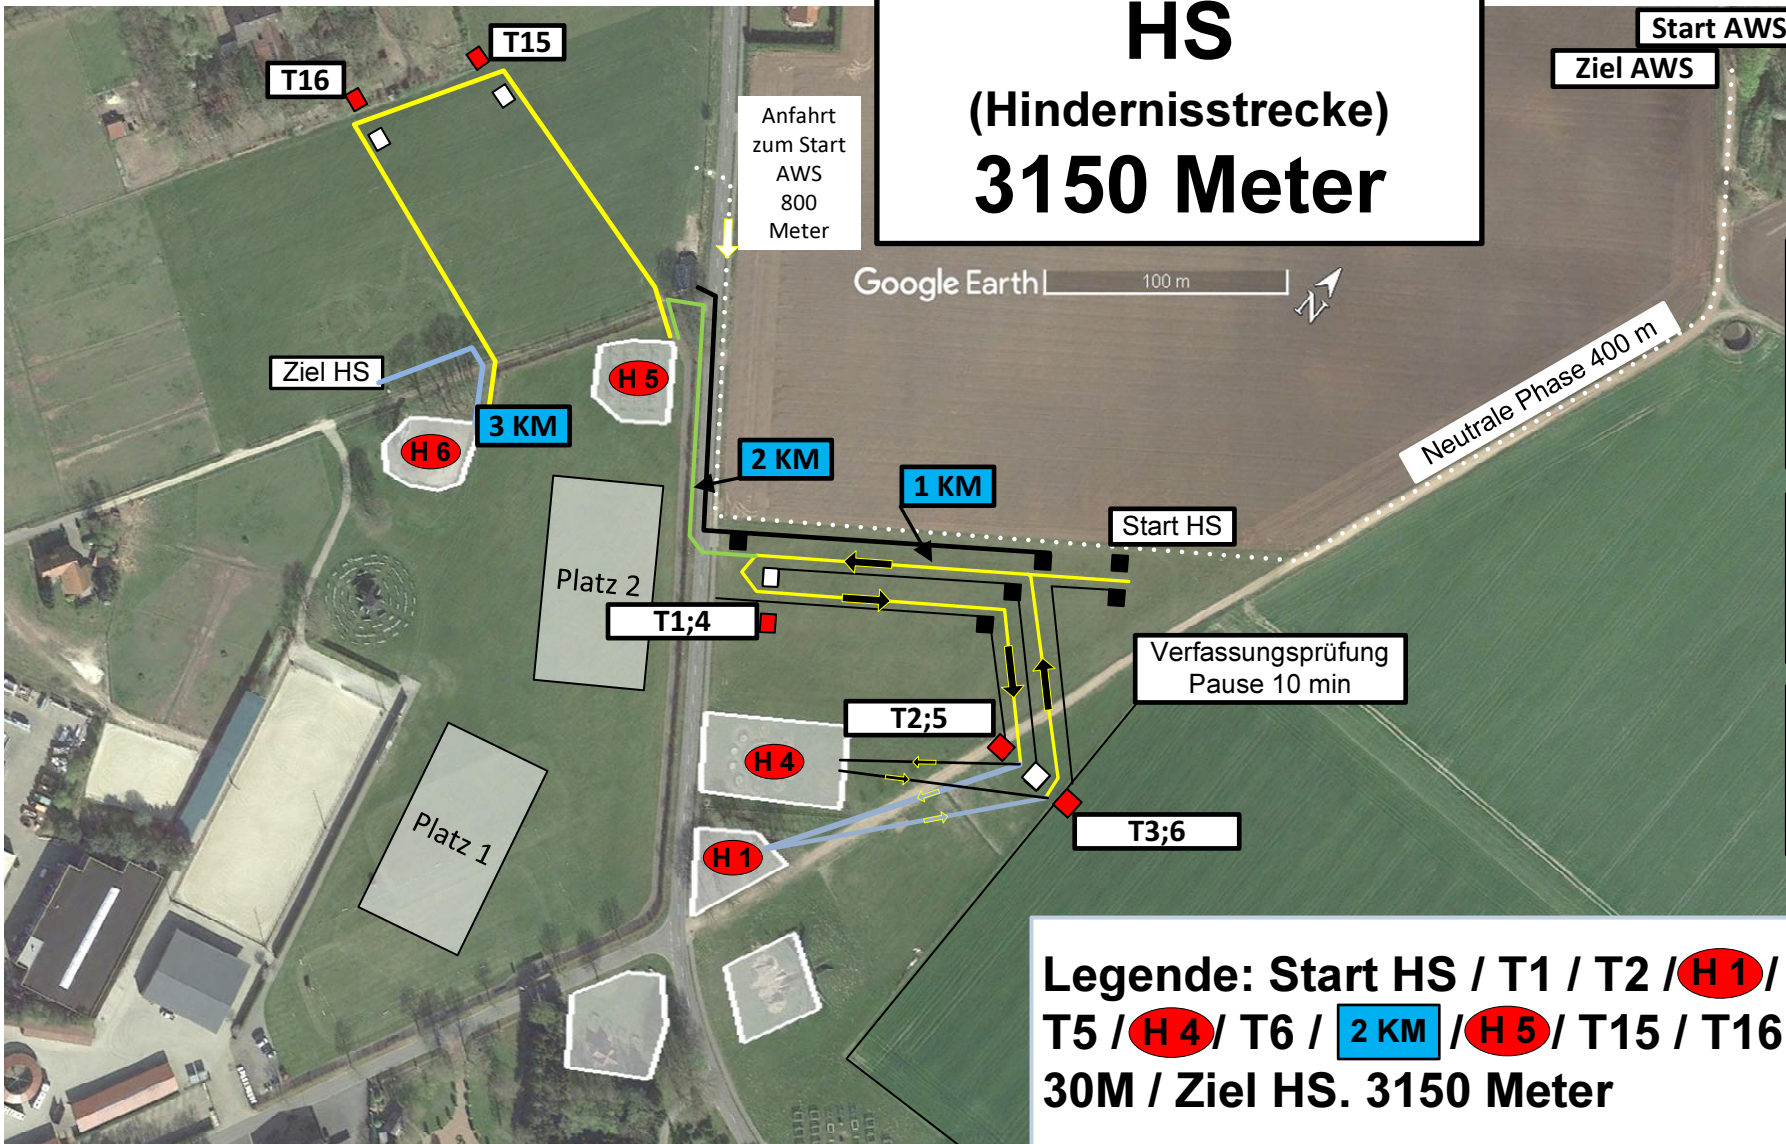 HS
(Hindernisstrecke)
3150 Meter
Start AWS
Ziel AWS
T15
T16
Anfahrt
zum Start
AWS
800
Meter
Google Earth
100 m
N
Neutrale Phase 400 m
Ziel HS
H 5
3 KM
H 6
2 KM
1 KM
Start HS
Platz 2
T1;4
Verfassungsprüfung
Pause 10 min
T2;5
H 4
Platz 1
T3;6
H 1
Legende: Start HS / T1 / T2 / H 1 /
T5 / H 4 / T6 / 2 KM / H 5 / T15 / T16
30M / Ziel HS. 3150 Meter